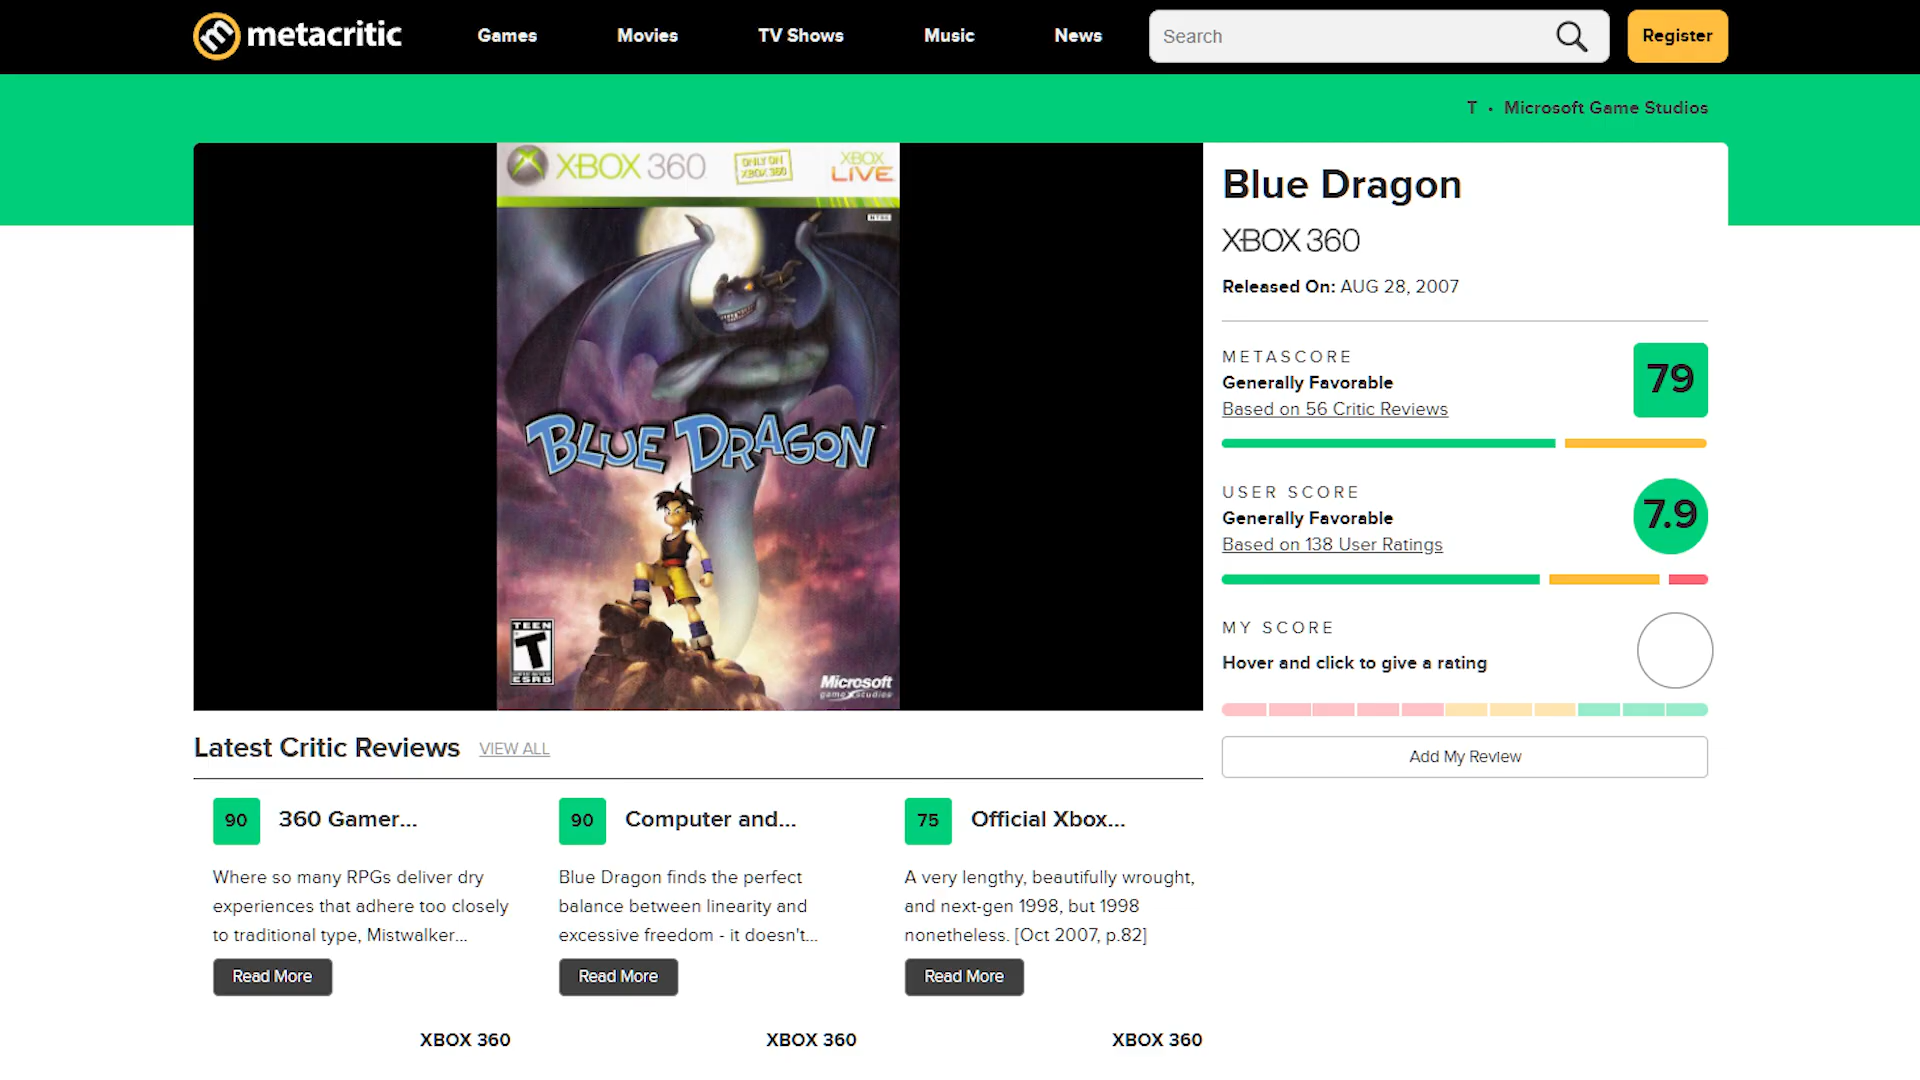 metacritic
Games
Movies
TV Shows
Music
News
Search
Register
T • Microsoft Game Studios
XBOX 360
ONLY ON
XBOX 360
XBOX
LIVE
NTSC
BLUE DRAGON
TEEN
T
ESRB
Microsoft
game studios
Blue Dragon
XBOX 360
Released On: AUG 28, 2007
METASCORE
Generally Favorable
Based on 56 Critic Reviews
79
USER SCORE
Generally Favorable
Based on 138 User Ratings
7.9
MY SCORE
Hover and click to give a rating
Add My Review
Latest Critic Reviews VIEW ALL
90 360 Gamer...
Where so many RPGs deliver dry
experiences that adhere too closely
to traditional type, Mistwalker...
Read More
XBOX 360
90 Computer and...
Blue Dragon finds the perfect
balance between linearity and
excessive freedom - it doesn't...
Read More
XBOX 360
75 Official Xbox...
A very lengthy, beautifully wrought,
and next-gen 1998, but 1998
nonetheless. [Oct 2007, p.82]
Read More
XBOX 360